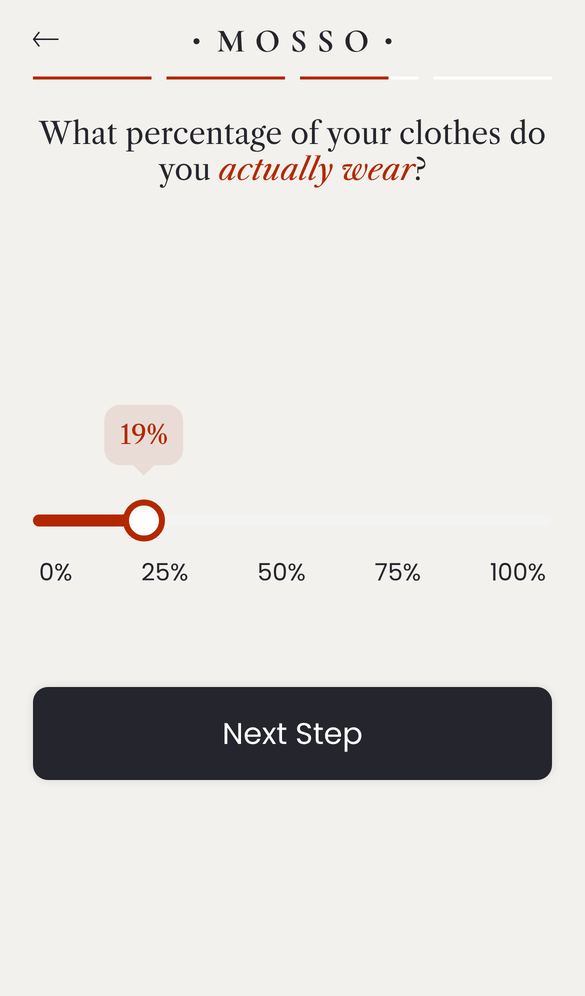 • MOSSO •
What percentage of your clothes do
you actually wear?
19%
0% 25% 50% 75% 100%
Next Step